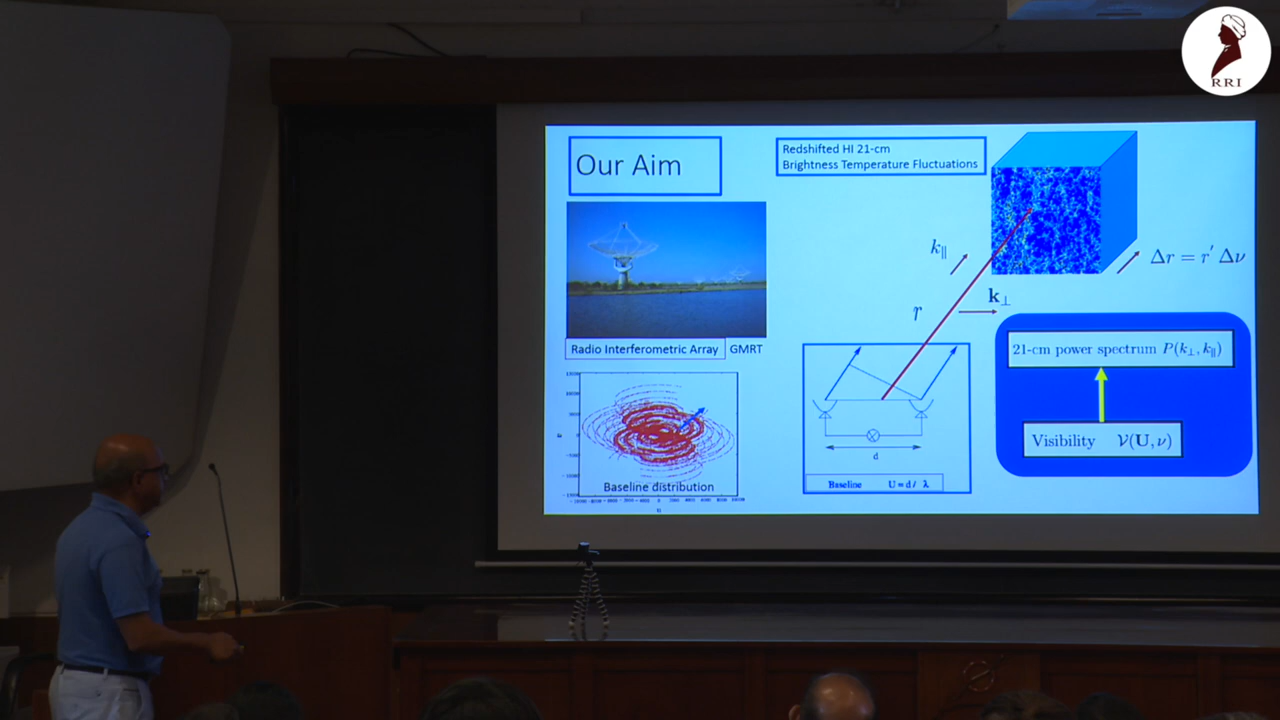 RRI
Our Aim
Redshifted HI 21-cm
Brightness Temperature Fluctuations
k∥
Δr = r′ Δν
r
k⊥
Radio Interferometric Array
GMRT
21-cm power spectrum P(k⊥, k∥)
Visibility V(U, ν)
d
Baseline distribution
Baseline U = d / λ